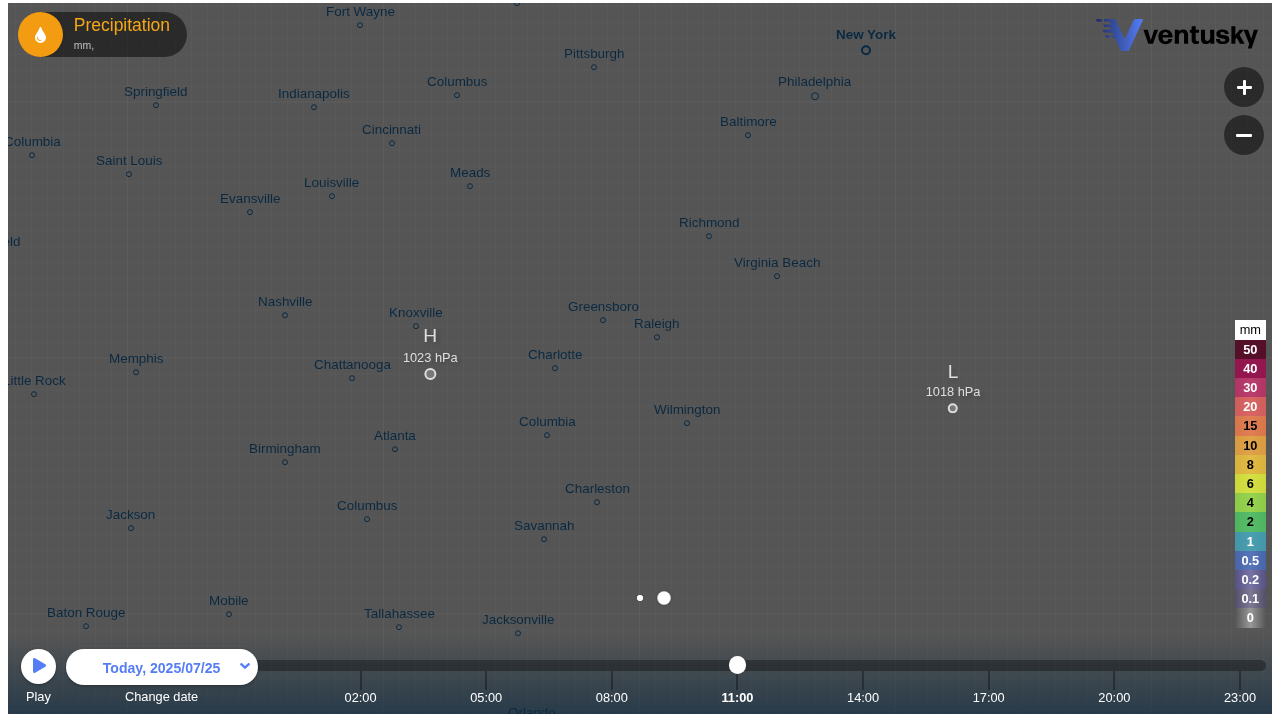 Precipitation
mm,
ventusky
Fort Wayne
New York
Pittsburgh
Columbus
Philadelphia
Springfield
Indianapolis
Baltimore
Cincinnati
Columbia
Saint Louis
Meads
Louisville
Evansville
Richmond
eld
Virginia Beach
Nashville
Knoxville
Greensboro
Raleigh
H
1023 hPa
Charlotte
Memphis
Chattanooga
Little Rock
L
1018 hPa
Wilmington
Columbia
Atlanta
Birmingham
Charleston
Columbus
Jackson
Savannah
Mobile
Baton Rouge
Tallahassee
Jacksonville
Orlando
mm
50
40
30
20
15
10
8
6
4
2
1
0.5
0.2
0.1
0
Today, 2025/07/25
Play
Change date
02:00
05:00
08:00
11:00
14:00
17:00
20:00
23:00